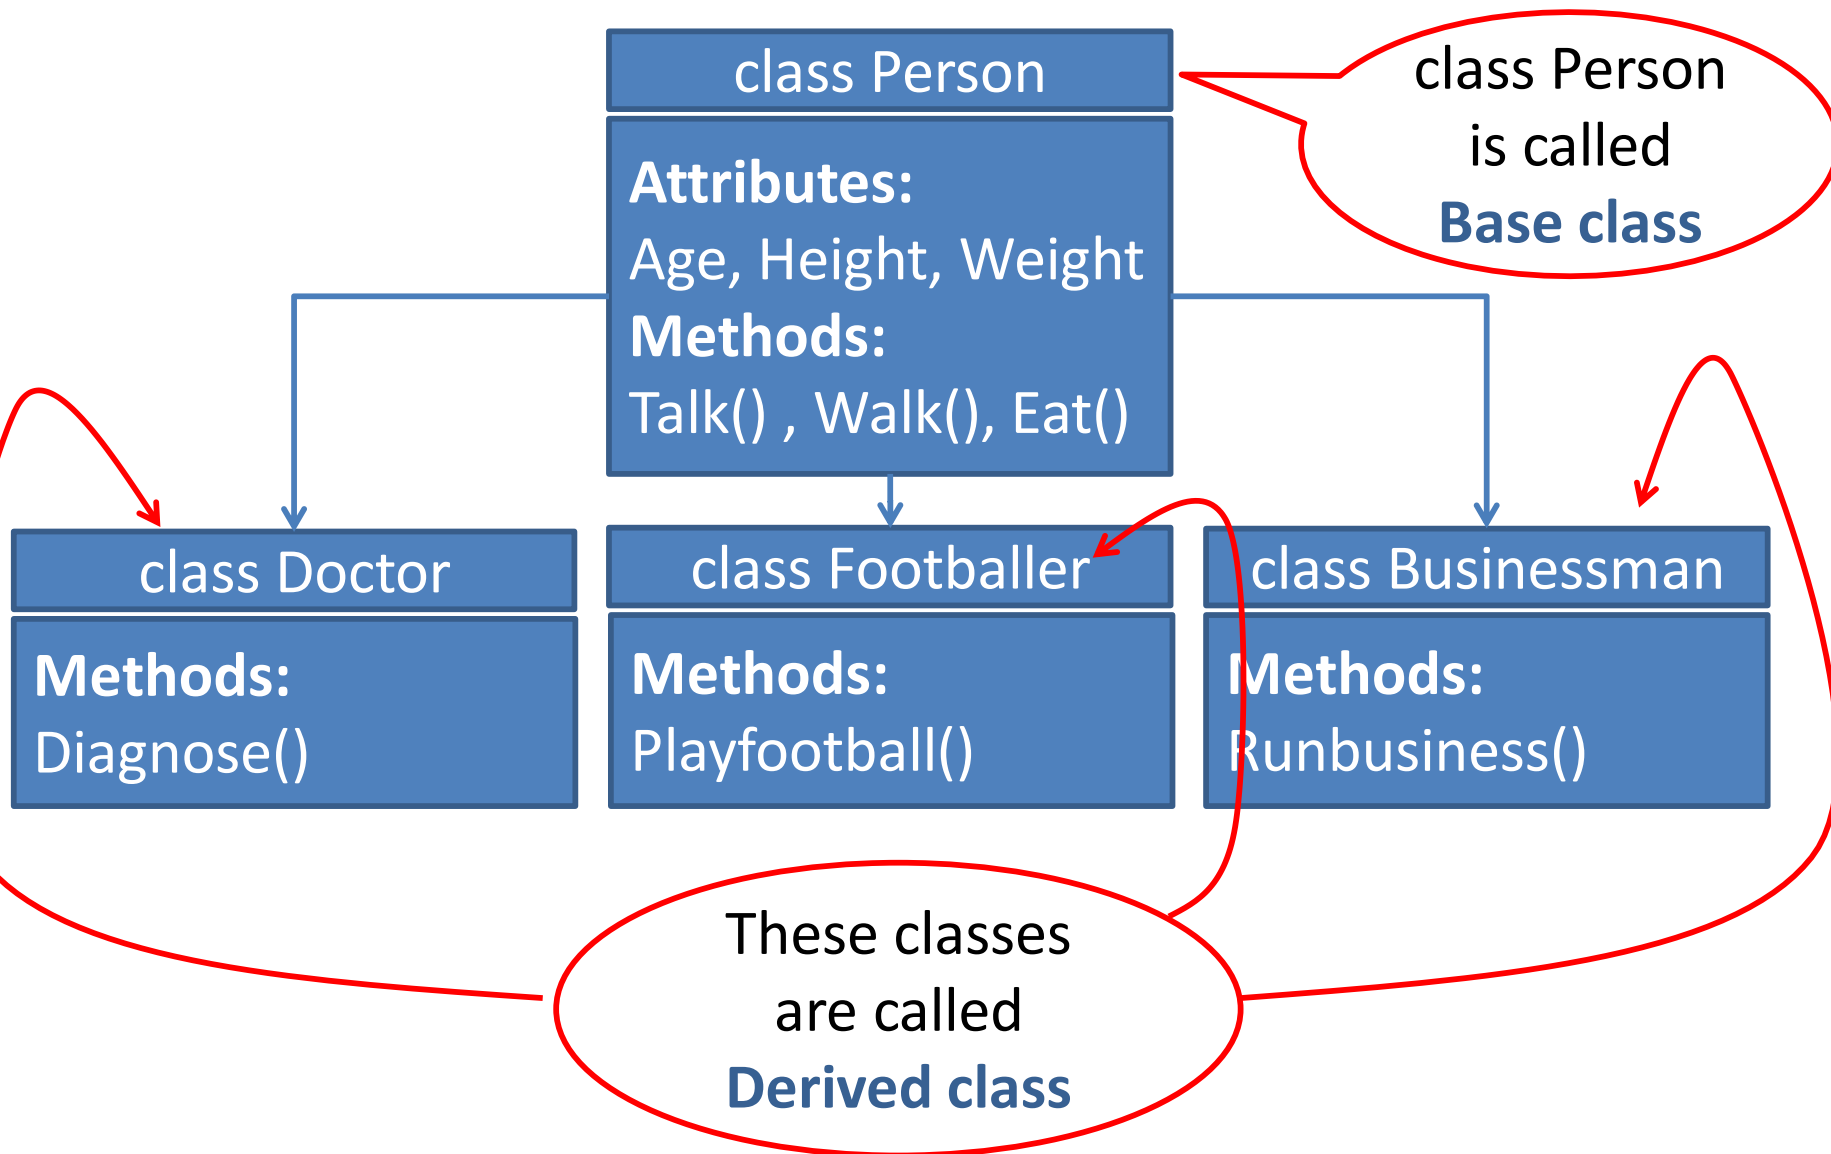 class Person
Attributes:
Age, Height, Weight
Methods:
Talk() , Walk(), Eat()
class Person
is called
Base class
class Doctor
Methods:
Diagnose()
class Footballer
Methods:
Playfootball()
class Businessman
Methods:
Runbusiness()
These classes
are called
Derived class